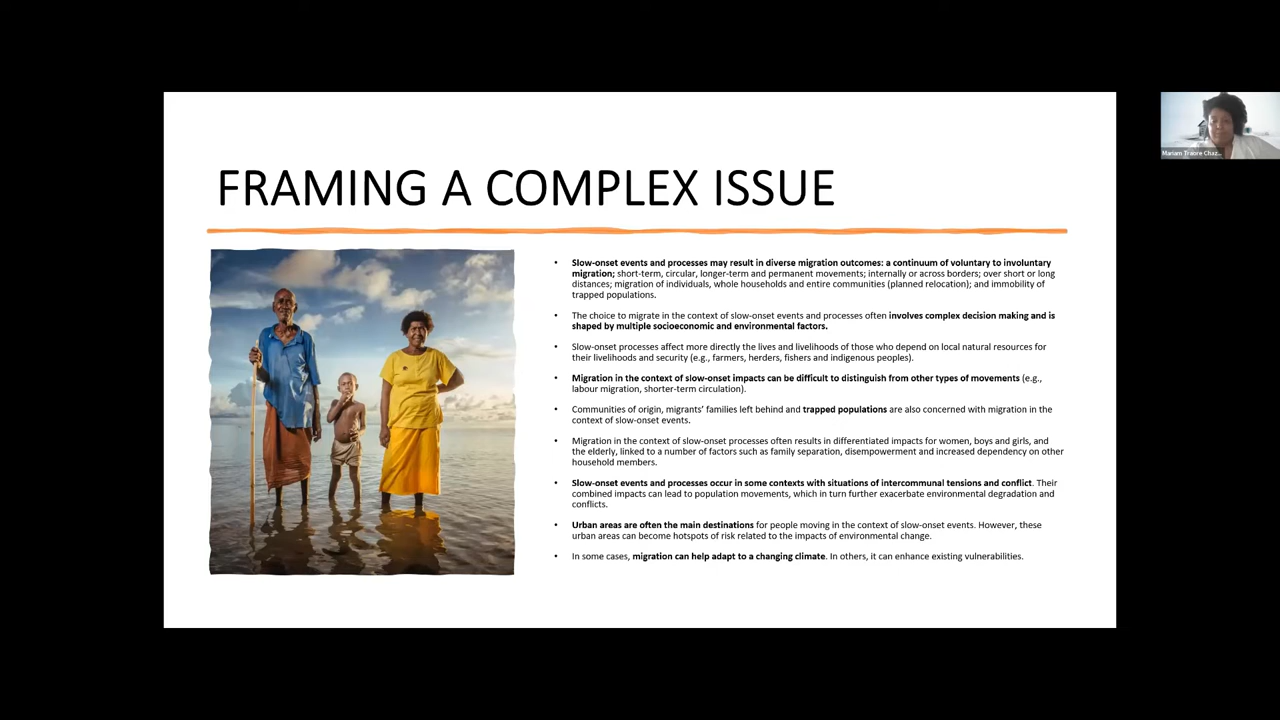 FRAMING A COMPLEX ISSUE
• Slow-onset events and processes may result in diverse migration outcomes: a continuum of voluntary to involuntary
migration; short-term, circular, longer-term and permanent movements; internally or across borders; over short or long
distances; migration of individuals, whole households and entire communities (planned relocation); and immobility of
trapped populations.
• The choice to migrate in the context of slow-onset events and processes often involves complex decision making and is
shaped by multiple socioeconomic and environmental factors.
• Slow-onset processes affect more directly the lives and livelihoods of those who depend on local natural resources for
their livelihoods and security (e.g., farmers, herders, fishers and indigenous peoples).
• Migration in the context of slow-onset impacts can be difficult to distinguish from other types of movements (e.g.,
labour migration, shorter-term circulation).
• Communities of origin, migrants' families left behind and trapped populations are also concerned with migration in the
context of slow-onset events.
• Migration in the context of slow-onset processes often results in differentiated impacts for women, boys and girls, and
the elderly, linked to a number of factors such as family separation, disempowerment and increased dependency on other
household members.
• Slow-onset events and processes occur in some contexts with situations of intercommunal tensions and conflict. Their
combined impacts can lead to population movements, which in turn further exacerbate environmental degradation and
conflicts.
• Urban areas are often the main destinations for people moving in the context of slow-onset events. However, these
urban areas can become hotspots of risk related to the impacts of environmental change.
• In some cases, migration can help adapt to a changing climate. In others, it can enhance existing vulnerabilities.
Mariam Traore Chaz...